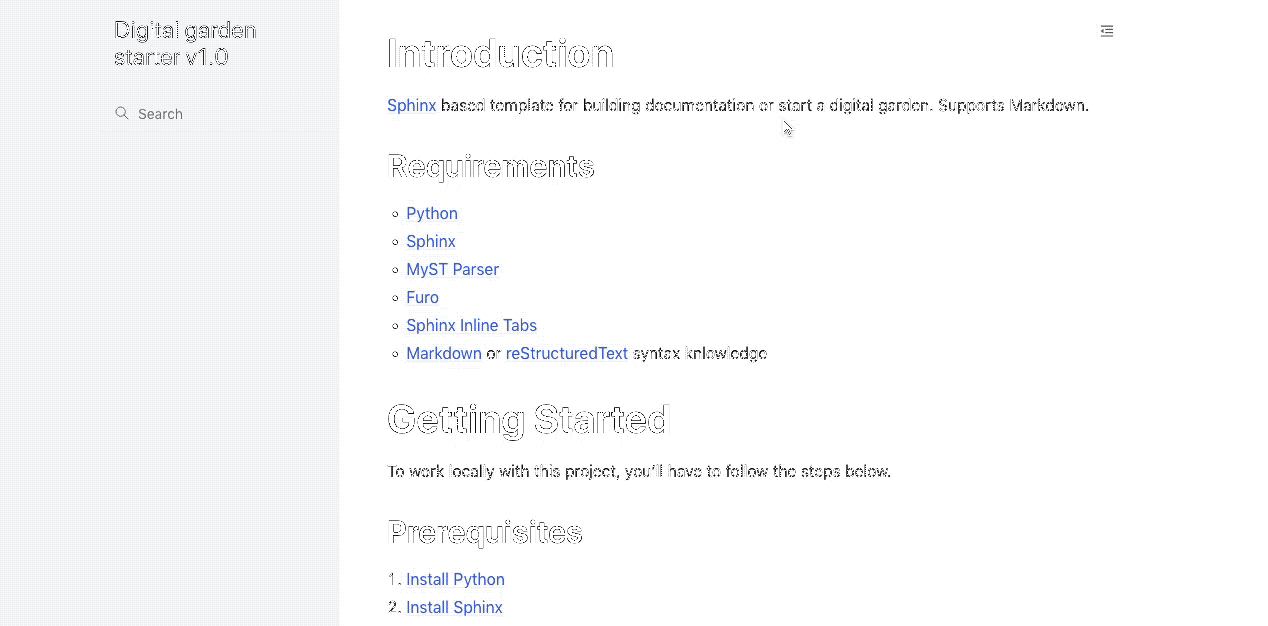 Digital garden
starter v1.0
Search
Introduction
Sphinx based template for building documentation or start a digital garden. Supports Markdown.
Requirements
Python
Sphinx
MyST Parser
Furo
Sphinx Inline Tabs
Markdown or reStructuredText syntax knlowledge
Getting Started
To work locally with this project, you'll have to follow the steps below.
Prerequisites
1. Install Python
2. Install Sphinx